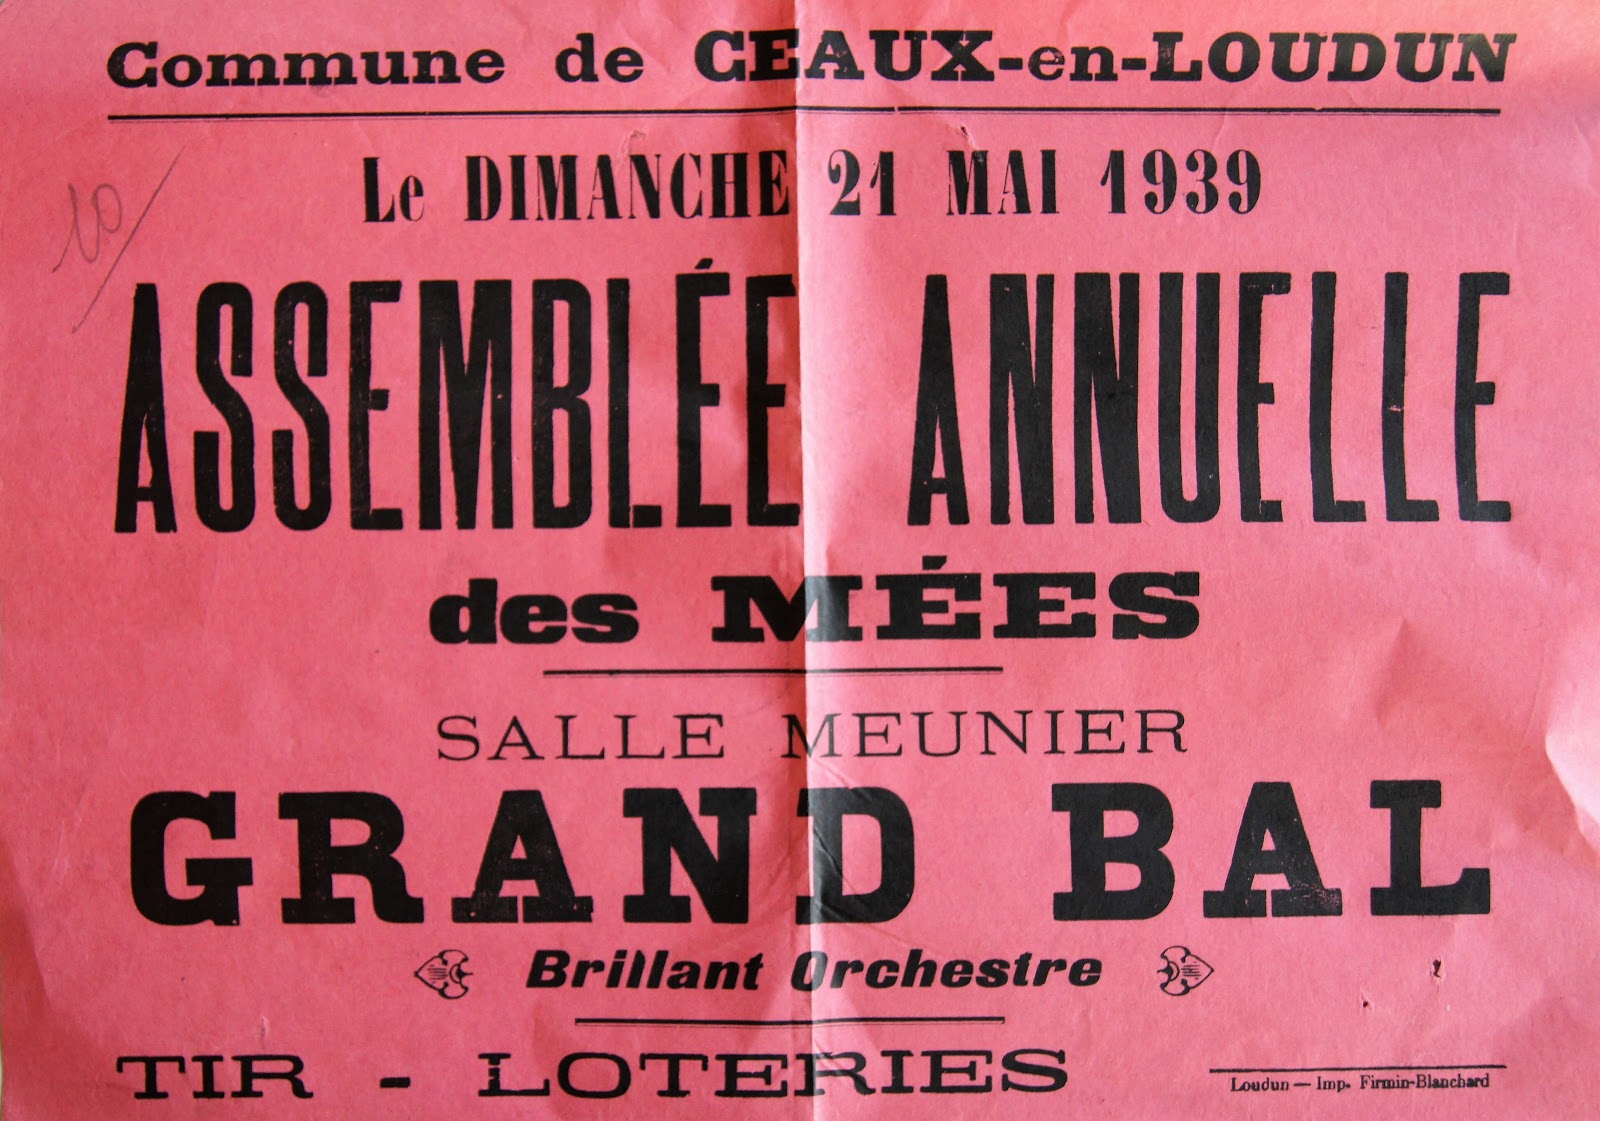 Commune de CEAUX-en-LOUDUN
Le DIMANCHE 21 MAI 1939
10
ASSEMBLÉE ANNUELLE
des MÉES
SALLE MEUNIER
GRAND BAL
Brillant Orchestre
TIR - LOTERIES
Loudun — Imp. Firmin-Blanchard